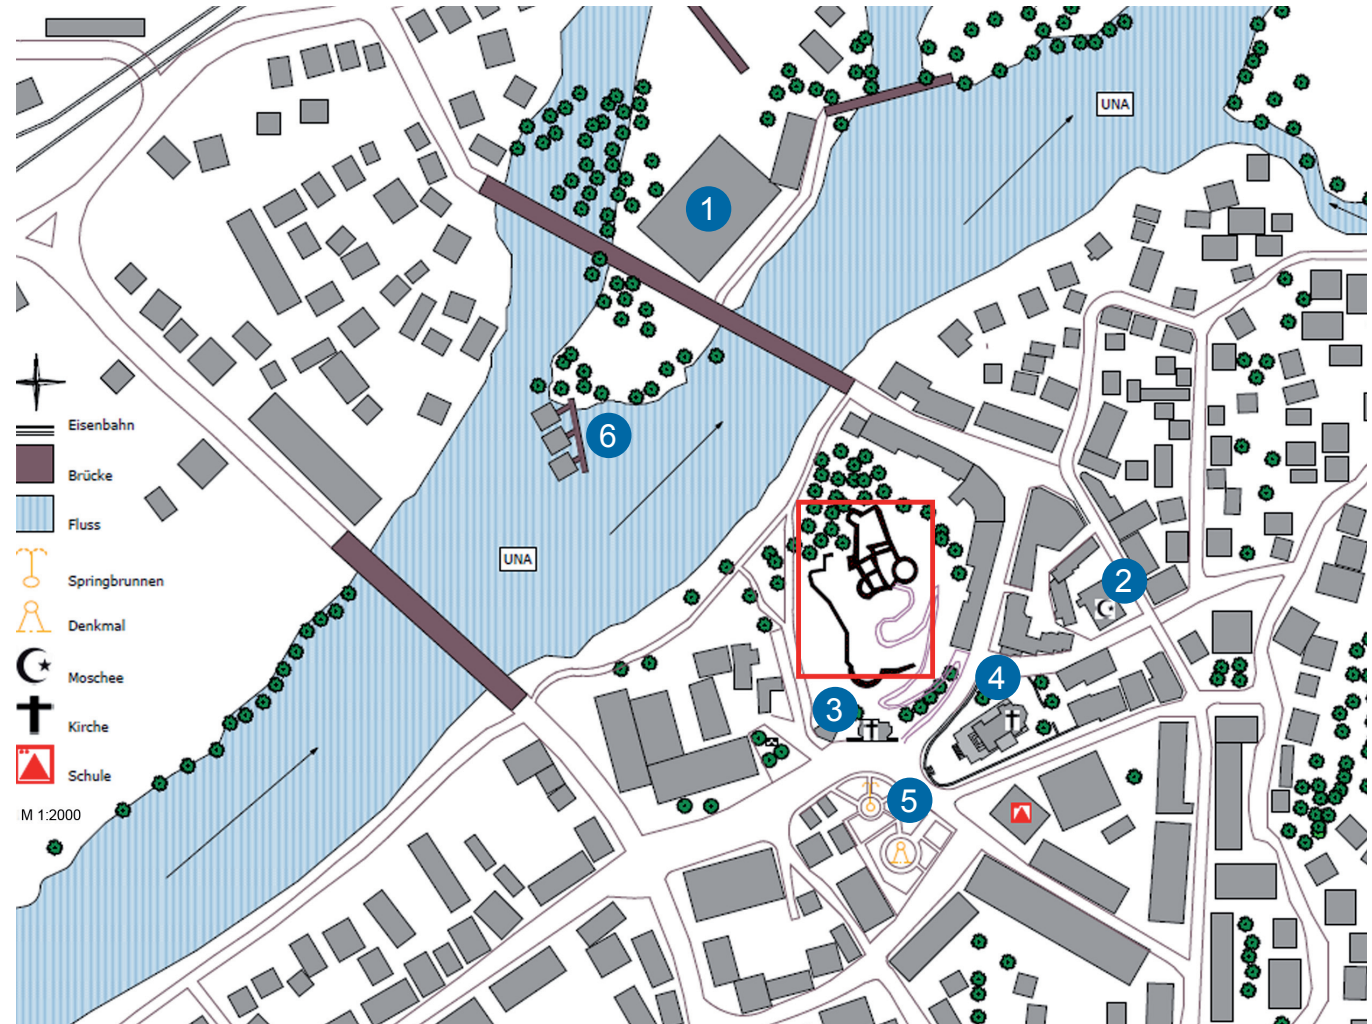 UNA
1
6
UNA
2
3
4
5
Eisenbahn
Brücke
Fluss
Springbrunnen
Denkmal
Moschee
Kirche
Schule
M 1:2000